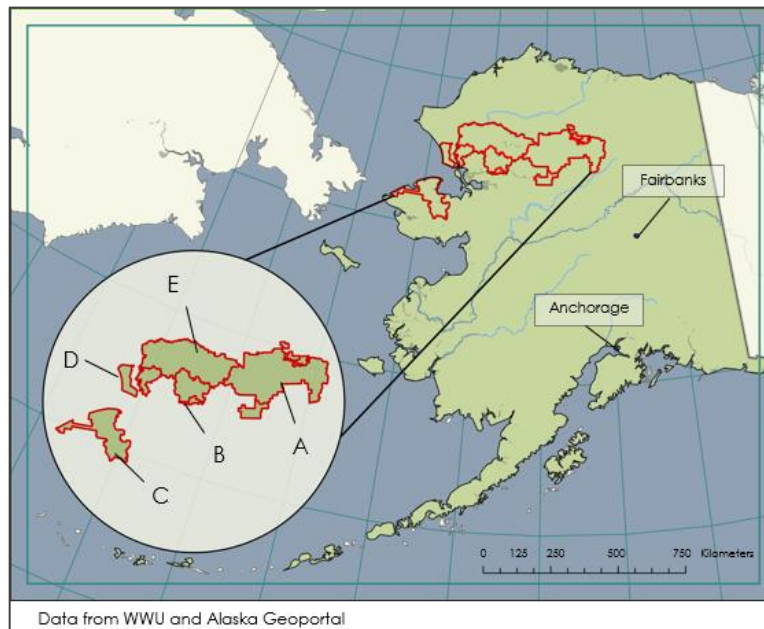 Fairbanks
Anchorage
E
D
B
A
C
0 125 250 500 750 Kilometers
Data from WWU and Alaska Geoportal